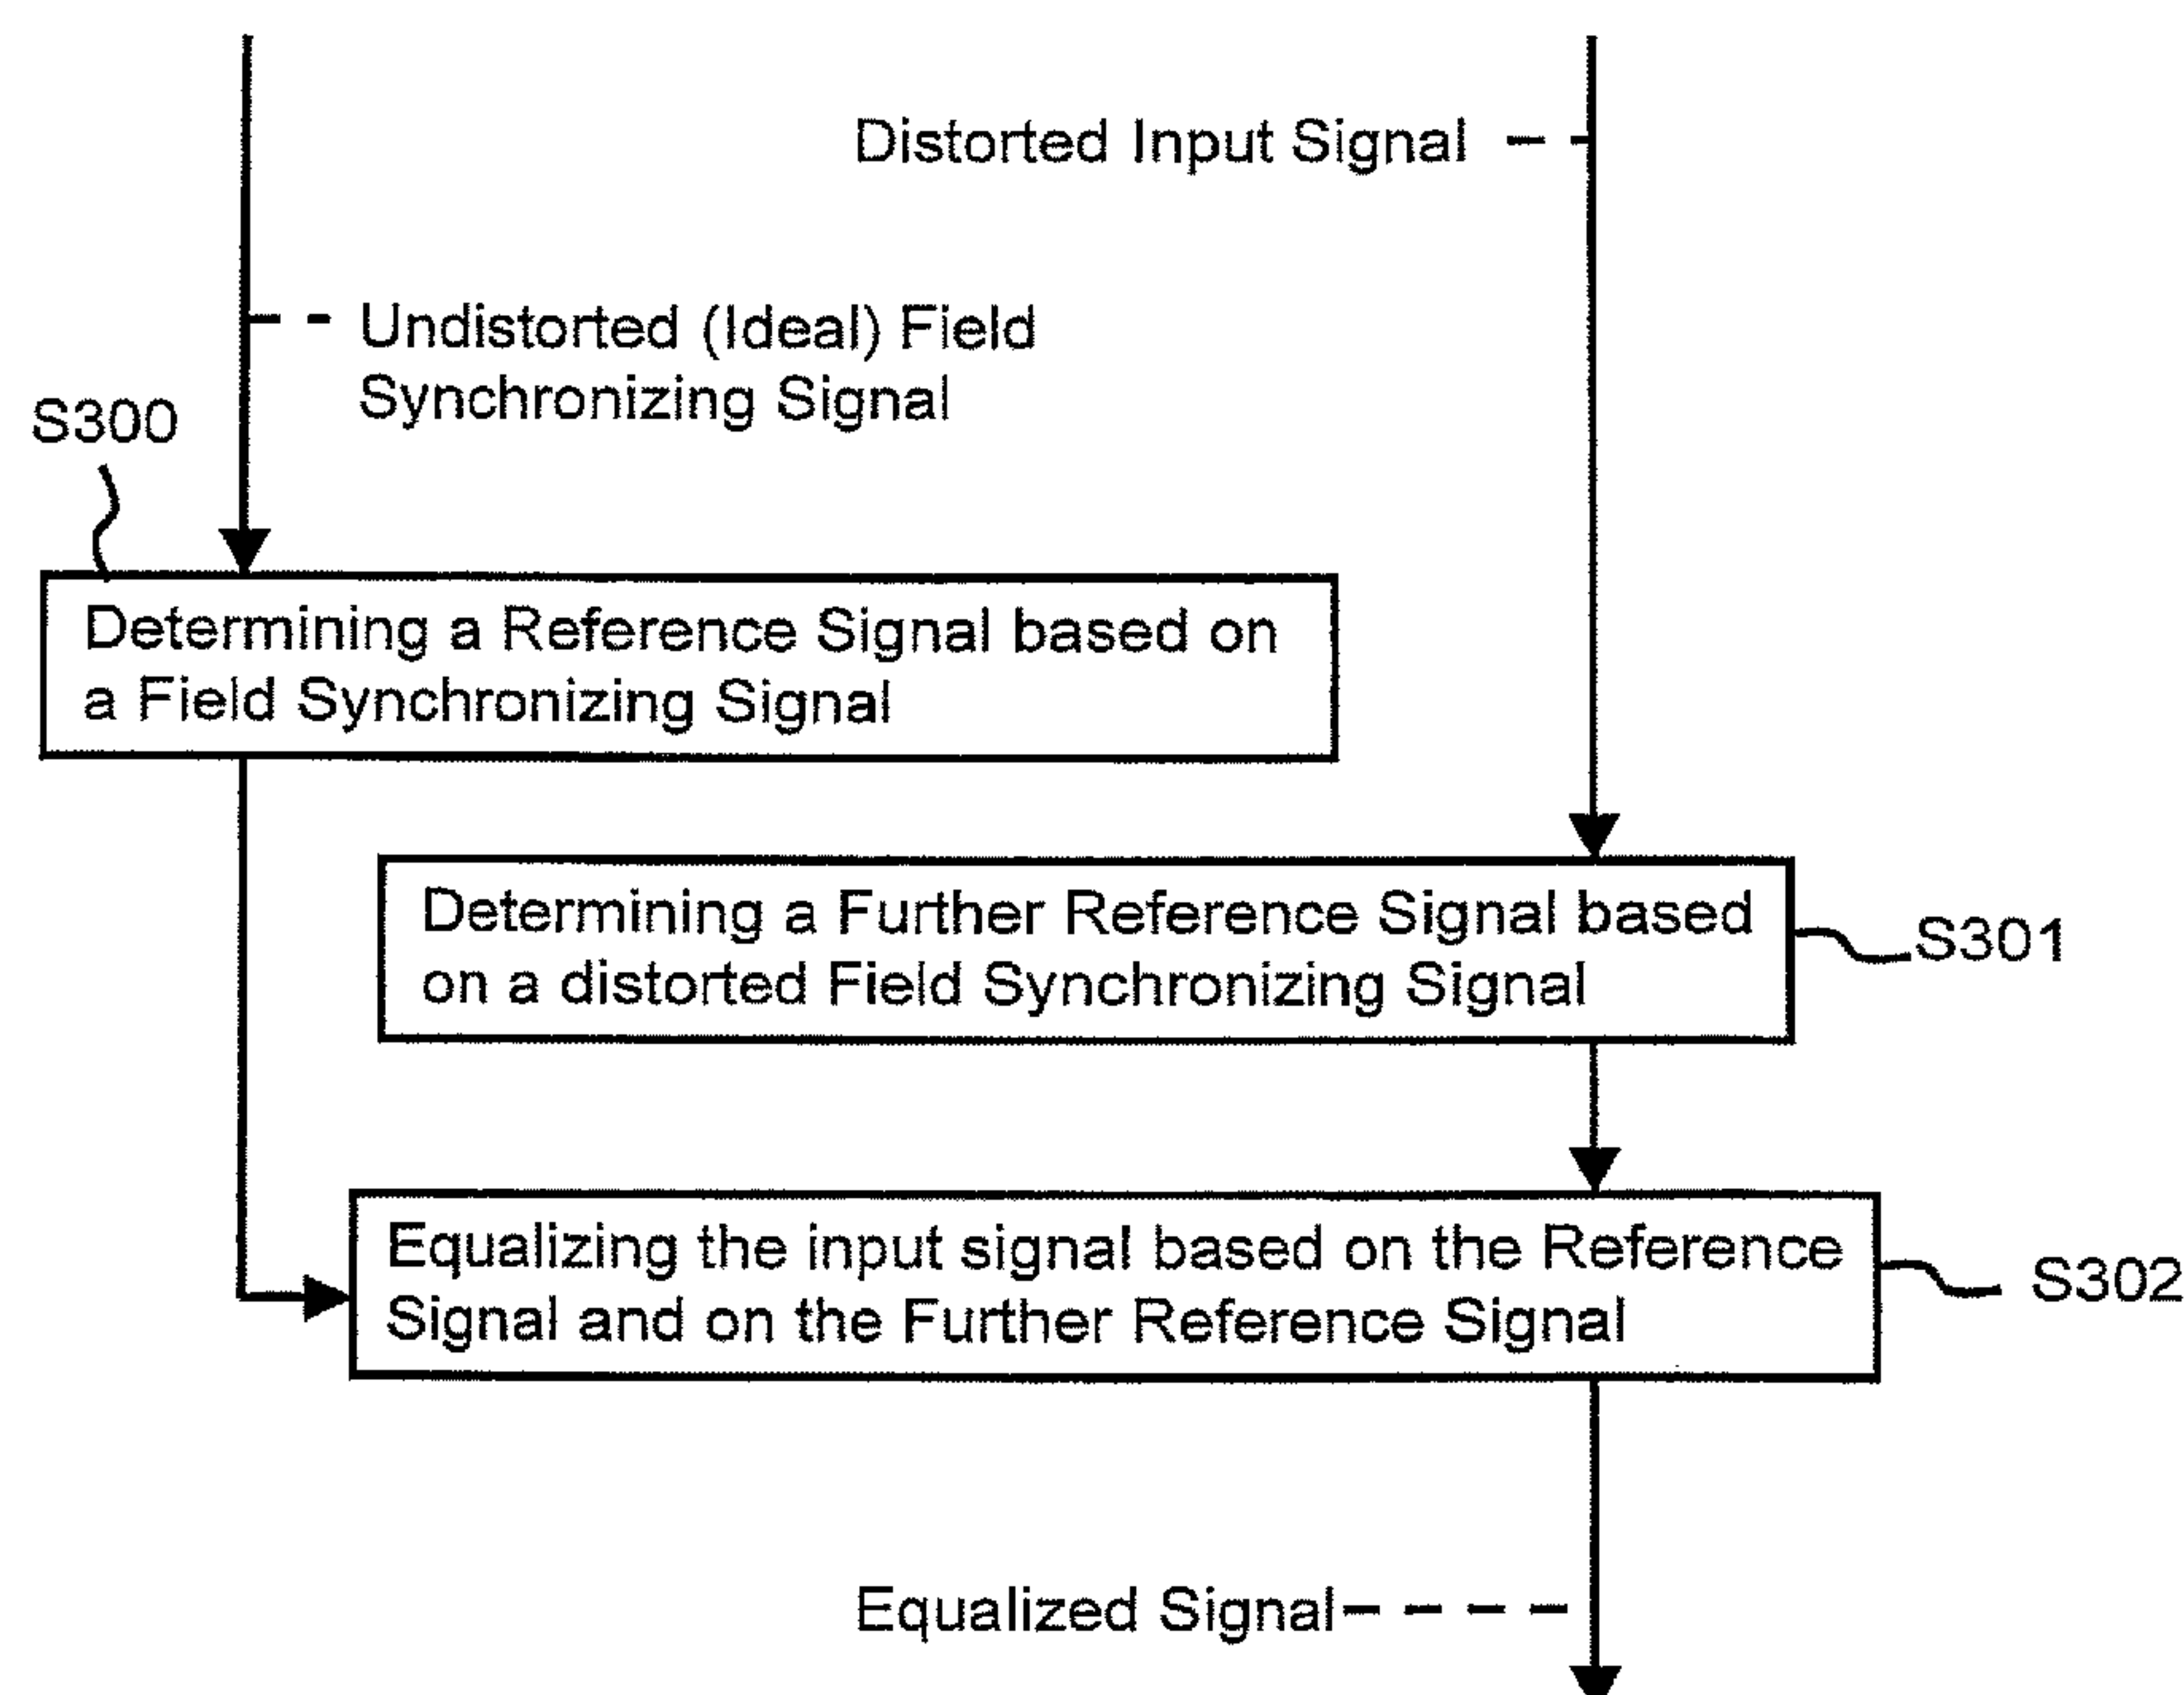 Distorted Input Signal
Undistorted (Ideal) Field
Synchronizing Signal
S300
Determining a Reference Signal based on
a Field Synchronizing Signal
Determining a Further Reference Signal based
on a distorted Field Synchronizing Signal
S301
Equalizing the input signal based on the Reference
Signal and on the Further Reference Signal
S302
Equalized Signal